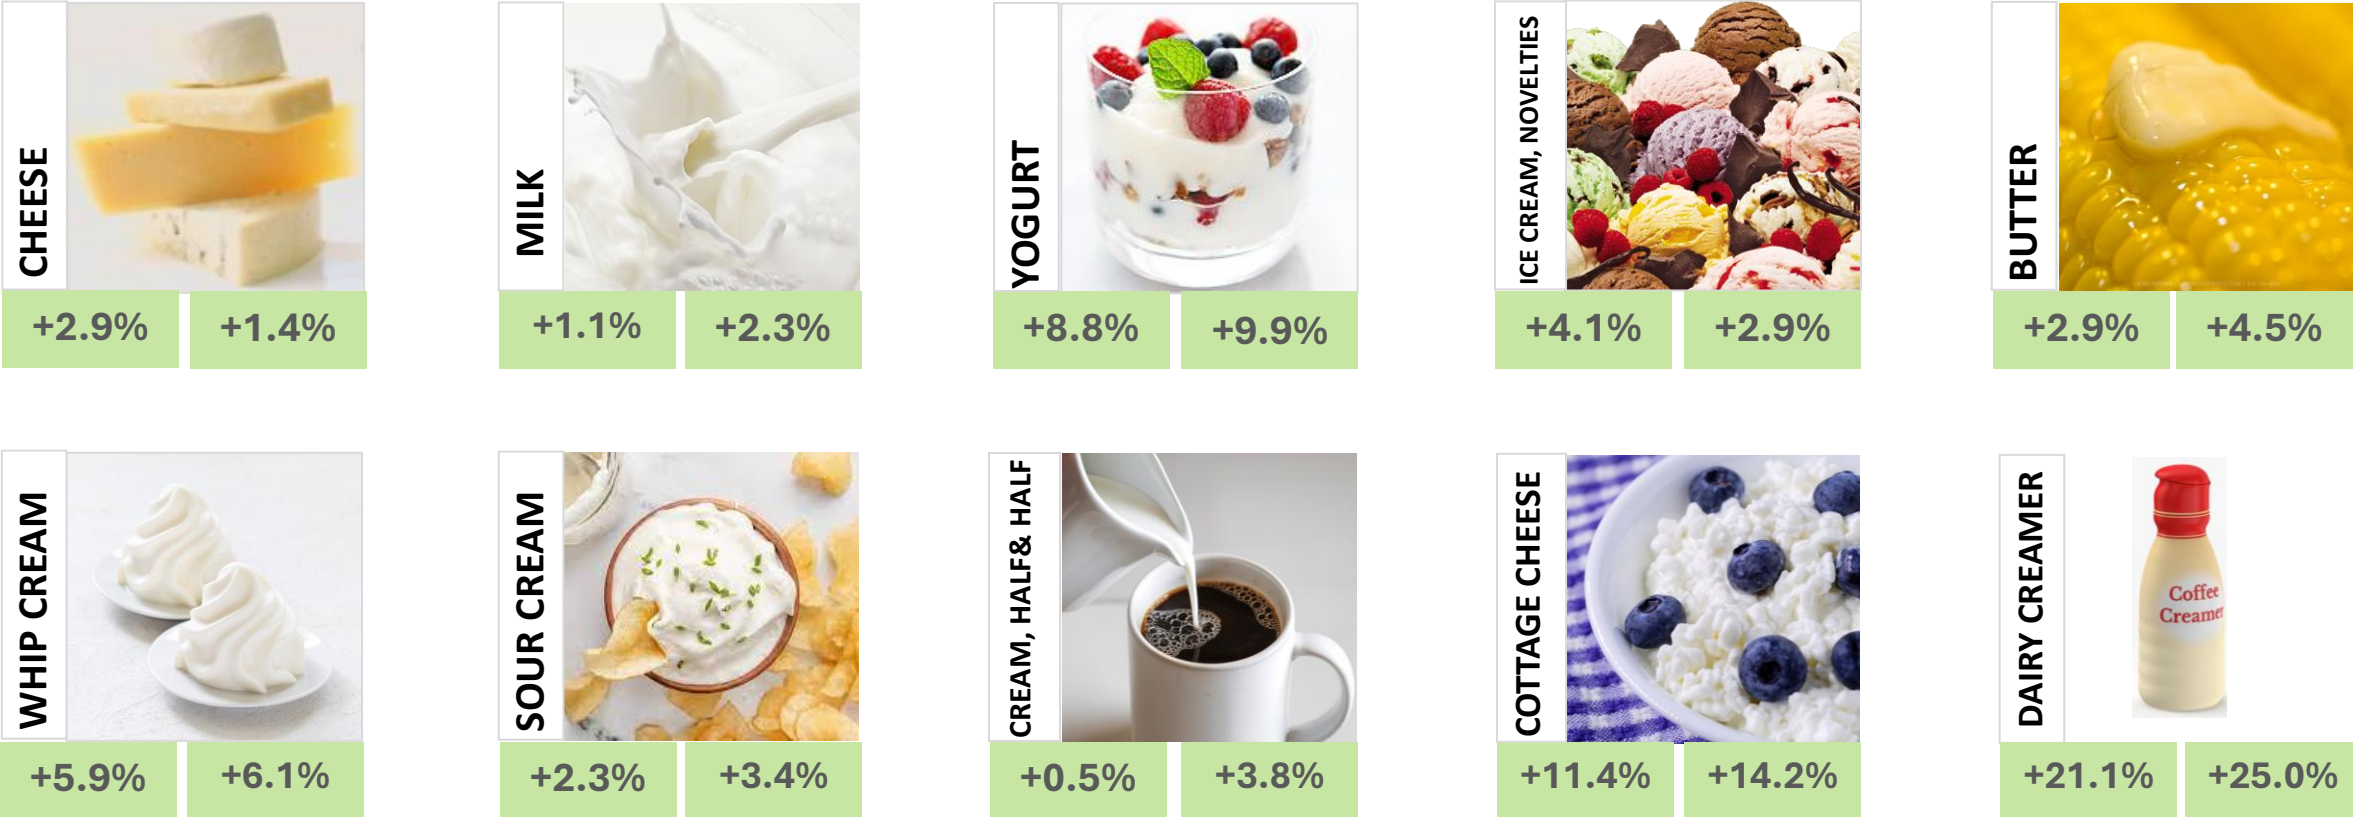 CHEESE
+2.9% +1.4%
MILK
+1.1% +2.3%
YOGURT
+8.8% +9.9%
ICE CREAM, NOVELTIES
+4.1% +2.9%
BUTTER
+2.9% +4.5%
WHIP CREAM
+5.9% +6.1%
SOUR CREAM
+2.3% +3.4%
CREAM, HALF& HALF
+0.5% +3.8%
COTTAGE CHEESE
+11.4% +14.2%
DAIRY CREAMER
Coffee
Creamer
+21.1% +25.0%